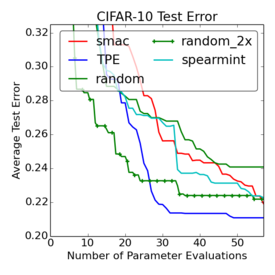 CIFAR-10 Test Error
0.32
0.30
0.28
0.26
0.24
0.22
0.20
Average Test Error
smac
TPE
random
random_2x
spearmint
0
10
20
30
40
50
Number of Parameter Evaluations